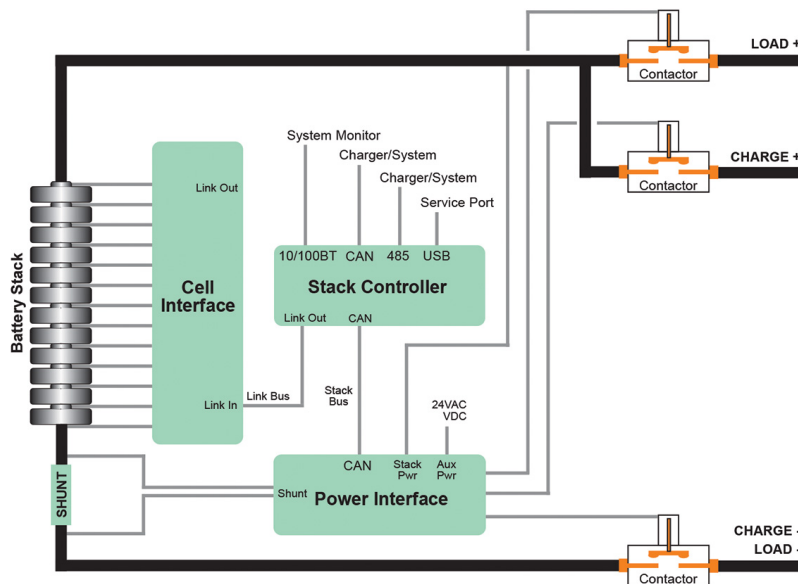 LOAD +
Contactor
CHARGE +
Contactor
System Monitor
Charger/System
Charger/System
Service Port
Link Out
10/100BT CAN 485 USB
Battery Stack
Cell
Interface
Stack Controller
Link Out CAN
Link In
Link Bus
Stack
Bus
24VAC
VDC
CAN
Stack
Pwr
Aux
Pwr
SHUNT
Shunt
Power Interface
CHARGE -
LOAD -
Contactor